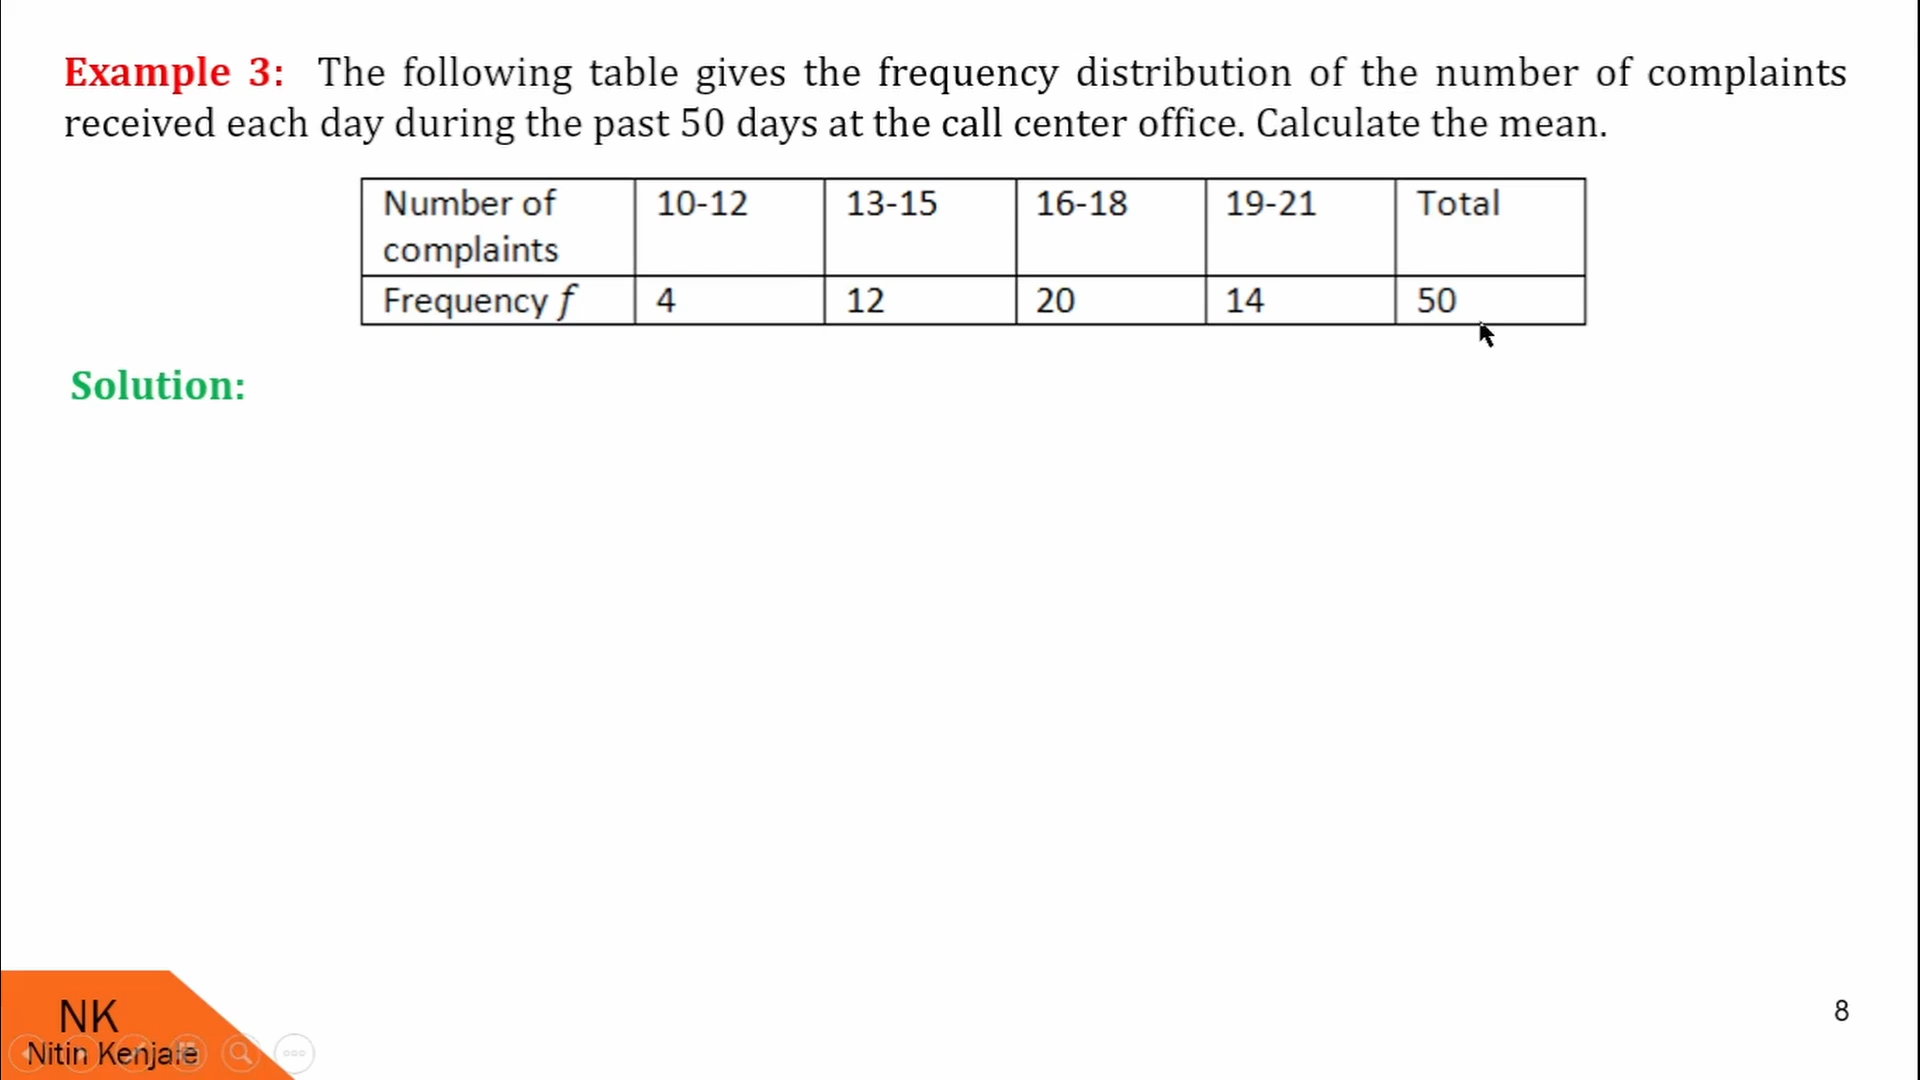 Example 3: The following table gives the frequency distribution of the number of complaints
received each day during the past 50 days at the call center office. Calculate the mean.
Number of complaints 10-12 13-15 16-18 19-21 Total
Frequency f 4 12 20 14 50
Solution:
NK
Nitin Kenjale
8